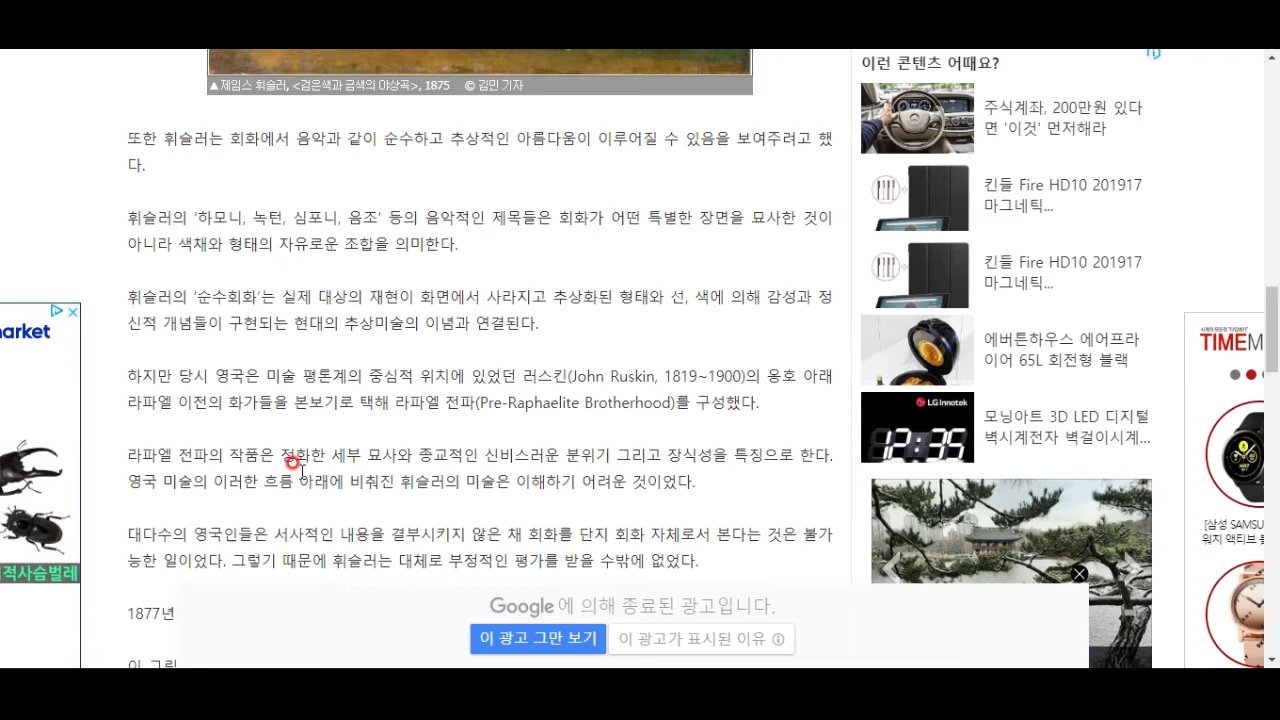 ▲제임스 휘슬러, <검은색과 금색의 야상곡>, 1875 © 김민 기자
또한 휘슬러는 회화에서 음악과 같이 순수하고 추상적인 아름다움이 이루어질 수 있음을 보여주려고 했
다.
휘슬러의 '하모니, 녹턴, 심포니, 음조' 등의 음악적인 제목들은 회화가 어떤 특별한 장면을 묘사한 것이
아니라 색채와 형태의 자유로운 조합을 의미한다.
휘슬러의 '순수회화'는 실제 대상의 재현이 화면에서 사라지고 추상화된 형태와 선, 색에 의해 감성과 정
신적 개념들이 구현되는 현대의 추상미술의 이념과 연결된다.
하지만 당시 영국은 미술 평론계의 중심적 위치에 있었던 러스킨(John Ruskin, 1819~1900)의 옹호 아래
라파엘 이전의 화가들을 본보기로 택해 라파엘 전파(Pre-Raphaelite Brotherhood)를 구성했다.
라파엘 전파의 작품은 정화한 세부 묘사와 종교적인 신비스러운 분위기 그리고 장식성을 특징으로 한다.
영국 미술의 이러한 흐름 아래에 비춰진 휘슬러의 미술은 이해하기 어려운 것이었다.
대다수의 영국인들은 서사적인 내용을 결부시키지 않은 채 회화를 단지 회화 자체로서 본다는 것은 불가
능한 일이었다. 그렇기 때문에 휘슬러는 대체로 부정적인 평가를 받을 수밖에 없었다.
1877년
이 그림
Google에 의해 종료된 광고입니다.
이 광고 그만 보기
이 광고가 표시된 이유 ⓘ
이런 콘텐츠 어때요?
주식계좌, 200만원 있다
면 '이것' 먼저해라
킨들 Fire HD10 201917
마그네틱...
킨들 Fire HD10 201917
마그네틱...
에버튼하우스 에어프라
이어 65L 회전형 블랙
LG Innotek
12:35
모닝아트 3D LED 디지털
벽시계전자 벽걸이시계...
arket
적사슴벌레
TIMEM
[삼성 SAMSU
워치 액티브